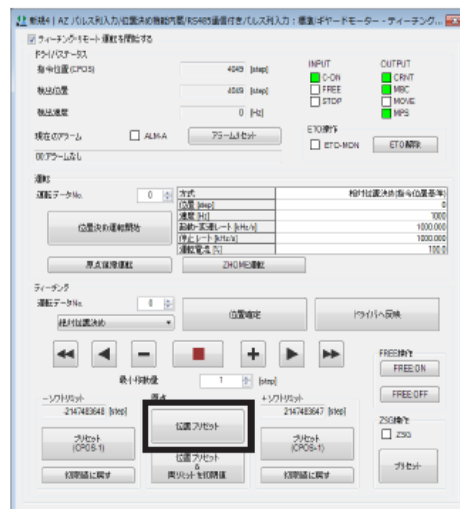 新規4 | AZ パルス列入力/位置決め機能内蔵/RS485通信付きパルス列入力 : 標準/ギヤードモーター - ティーチング...
ティーチング・リモート運転を開始する
ドライバステータス
指令位置(CPOS) 4049 [step]
検出位置 4049 [step]
検出速度 0 [Hz]
現在のアラーム ALM-A アラームリセット
00:アラームなし
INPUT
C-ON
FREE
STOP
OUTPUT
CRNT
MBC
MOVE
MPS
ETO操作
ETO-MON ETO解除
運転
運転データNo. 0
位置決め運転開始
原点復帰運転 ZHOME運転
方式 相対位置決め(指令位置基準)
位置 [step] 0
速度 [Hz] 1000
起動・変速レート [kHz/s] 1000.000
停止レート [kHz/s] 1000.000
運転電流 [%] 100.0
ティーチング
運転データNo. 0
絶対位置決め
位置確定
ドライバへ反映
最小移動量 1 [step]
FREE操作
FREE:ON
FREE:OFF
-ソフトリミット
-2147483648 [step]
プリセット
(CPOS-1)
初期値に戻す
原点
位置プリセット
位置プリセット
&
両リミットを初期値
+ソフトリミット
2147483647 [step]
プリセット
(CPOS+1)
初期値に戻す
ZSG操作
ZSG
プリセット